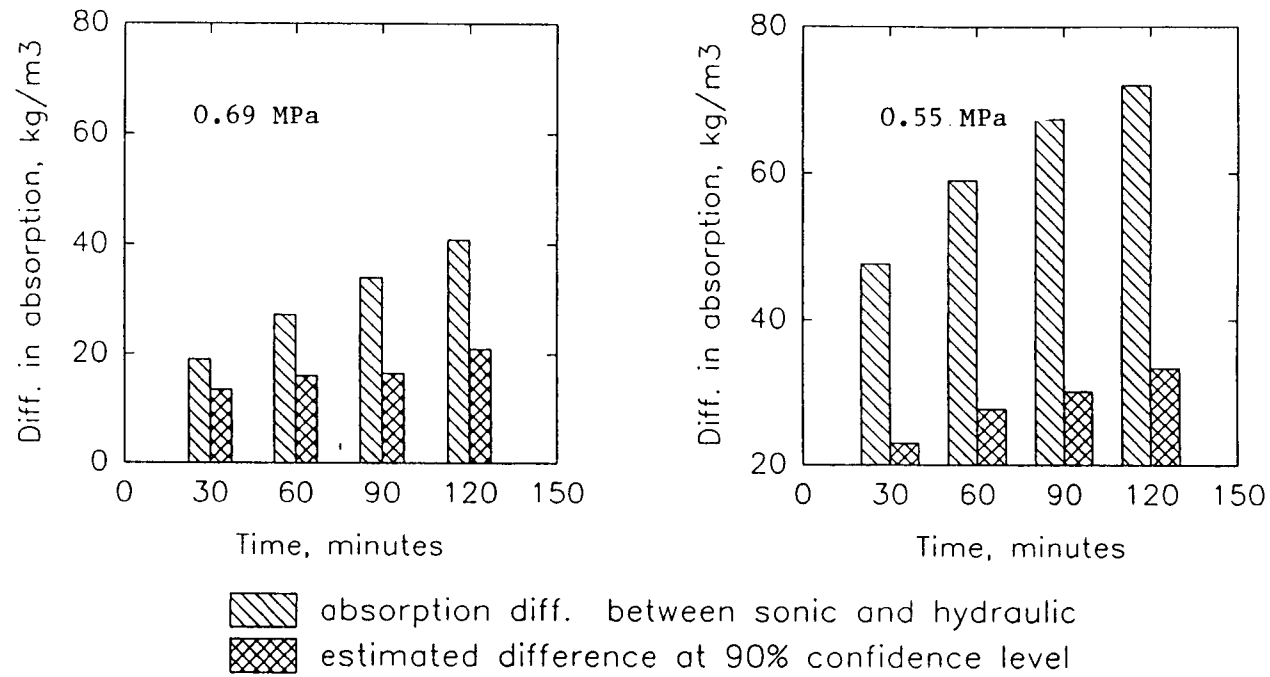 80
60
40
20
0
0 30 60 90 120 150
Diff. in absorption, kg/m3
0.69 MPa
Time, minutes
80
60
40
20
0 30 60 90 120 150
Diff. in absorption, kg/m3
0.55 MPa
Time, minutes
absorption diff. between sonic and hydraulic
estimated difference at 90% confidence level